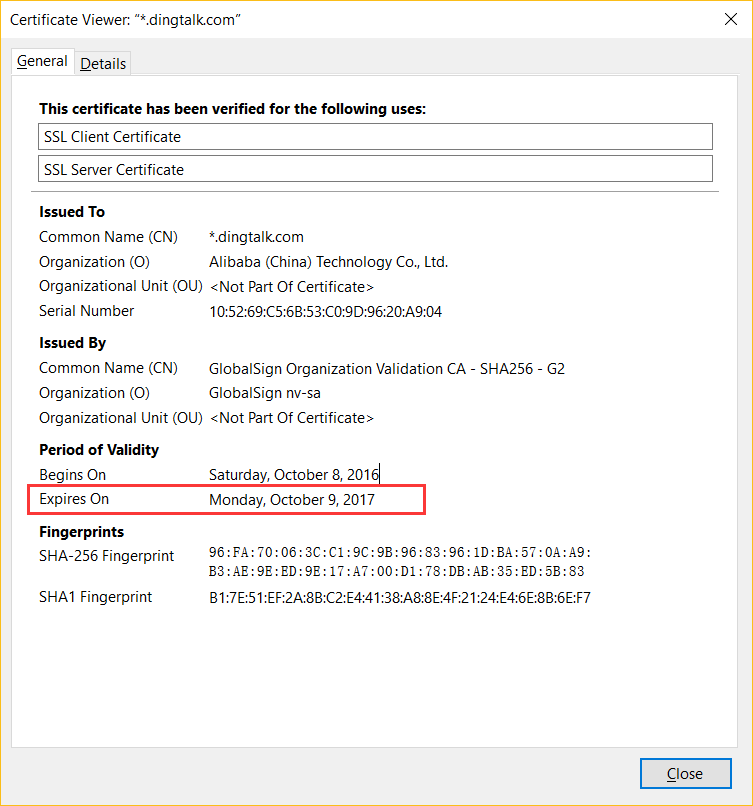 Certificate Viewer: “*.dingtalk.com”
General
Details
This certificate has been verified for the following uses:
SSL Client Certificate
SSL Server Certificate
Issued To
Common Name (CN) *.dingtalk.com
Organization (O) Alibaba (China) Technology Co., Ltd.
Organizational Unit (OU) <Not Part Of Certificate>
Serial Number 10:52:69:C5:6B:53:C0:9D:96:20:A9:04
Issued By
Common Name (CN) GlobalSign Organization Validation CA - SHA256 - G2
Organization (O) GlobalSign nv-sa
Organizational Unit (OU) <Not Part Of Certificate>
Period of Validity
Begins On Saturday, October 8, 2016
Expires On Monday, October 9, 2017
Fingerprints
SHA-256 Fingerprint 96:FA:70:06:3C:C1:9C:9B:96:83:96:1D:BA:57:0A:A9:
B3:AE:9E:ED:9E:17:A7:00:D1:78:DB:AB:35:ED:5B:83
SHA1 Fingerprint B1:7E:51:EF:2A:8B:C2:E4:41:38:A8:8E:4F:21:24:E4:6E:8B:6E:F7
Close